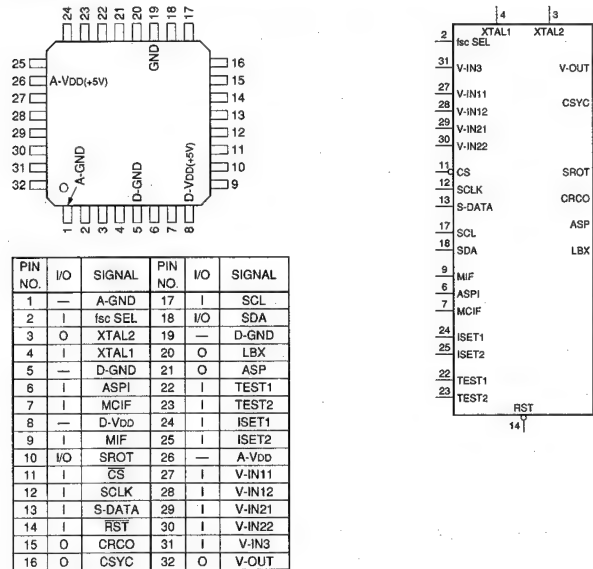 24 23 22 21 20 19 18 17
GND
25 16
26 A-VDD(+5V) 15
27 14
28 13
29 12
30 11
31 10
32 9
A-GND D-GND D-VDD(+5V)
1 2 3 4 5 6 7 8
4 3
XTAL1 XTAL2
2 fsc SEL
31 V-IN3 V-OUT
27 V-IN11
28 V-IN12 CSYC
29 V-IN21
30 V-IN22
11 CS SROT
12 SCLK
13 S-DATA CRCO
17 SCL ASP
18 SDA LBX
9 MIF
6 ASPI
7 MCIF
24 ISET1
25 ISET2
22 TEST1
23 TEST2
RST
14
PIN NO. I/O SIGNAL PIN NO. I/O SIGNAL
1 — A-GND 17 I SCL
2 I fsc SEL 18 I/O SDA
3 O XTAL2 19 — D-GND
4 I XTAL1 20 O LBX
5 — D-GND 21 O ASP
6 I ASPI 22 I TEST1
7 I MCIF 23 I TEST2
8 — D-VDD 24 I ISET1
9 I MIF 25 I ISET2
10 I/O SROT 26 — A-VDD
11 I CS 27 I V-IN11
12 I SCLK 28 I V-IN12
13 I S-DATA 29 I V-IN21
14 I RST 30 I V-IN22
15 O CRCO 31 I V-IN3
16 O CSYC 32 O V-OUT